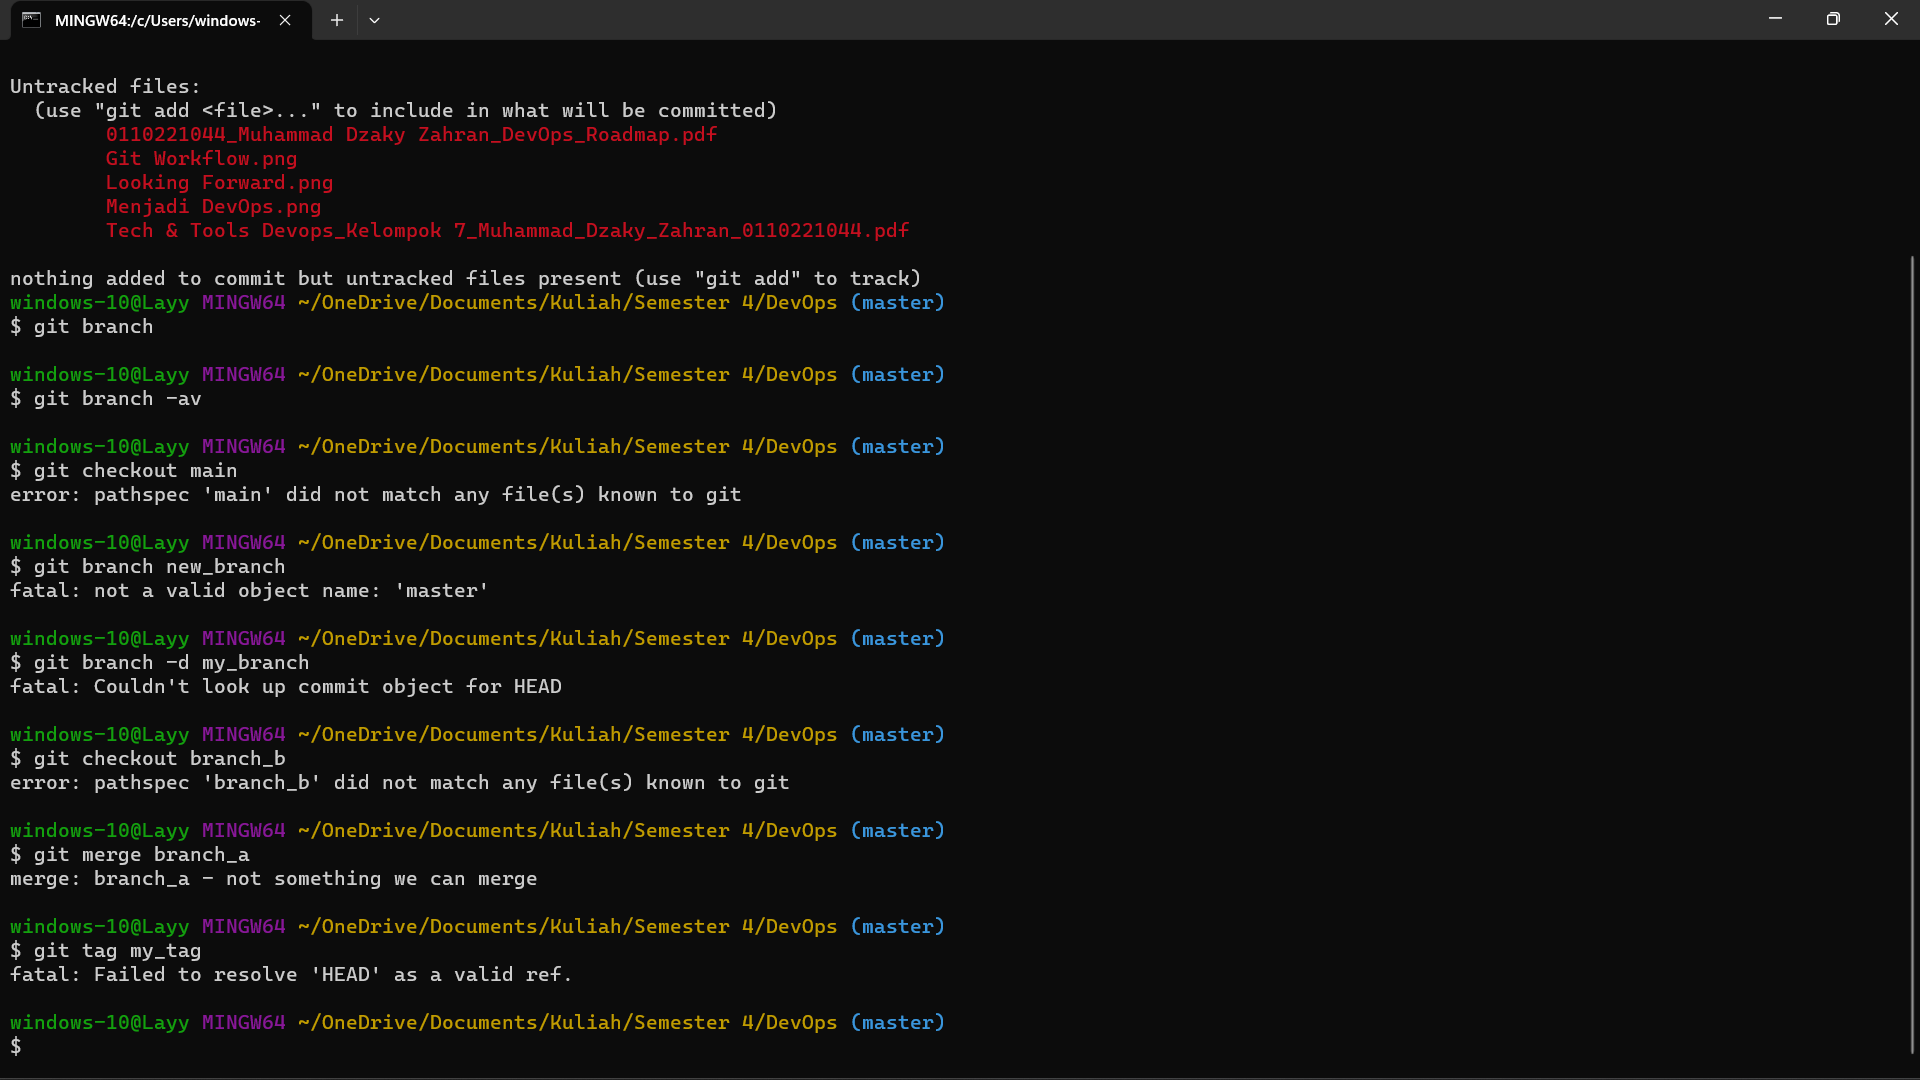 MINGW64:/c/Users/windows-
Untracked files:
  (use "git add <file>..." to include in what will be committed)
        0110221044_Muhammad Dzaky Zahran_DevOps_Roadmap.pdf
        Git Workflow.png
        Looking Forward.png
        Menjadi DevOps.png
        Tech & Tools Devops_Kelompok 7_Muhammad_Dzaky_Zahran_0110221044.pdf
nothing added to commit but untracked files present (use "git add" to track)
windows-10@Layy MINGW64 ~/OneDrive/Documents/Kuliah/Semester 4/DevOps (master)
$ git branch
windows-10@Layy MINGW64 ~/OneDrive/Documents/Kuliah/Semester 4/DevOps (master)
$ git branch -av
windows-10@Layy MINGW64 ~/OneDrive/Documents/Kuliah/Semester 4/DevOps (master)
$ git checkout main
error: pathspec 'main' did not match any file(s) known to git
windows-10@Layy MINGW64 ~/OneDrive/Documents/Kuliah/Semester 4/DevOps (master)
$ git branch new_branch
fatal: not a valid object name: 'master'
windows-10@Layy MINGW64 ~/OneDrive/Documents/Kuliah/Semester 4/DevOps (master)
$ git branch -d my_branch
fatal: Couldn't look up commit object for HEAD
windows-10@Layy MINGW64 ~/OneDrive/Documents/Kuliah/Semester 4/DevOps (master)
$ git checkout branch_b
error: pathspec 'branch_b' did not match any file(s) known to git
windows-10@Layy MINGW64 ~/OneDrive/Documents/Kuliah/Semester 4/DevOps (master)
$ git merge branch_a
merge: branch_a - not something we can merge
windows-10@Layy MINGW64 ~/OneDrive/Documents/Kuliah/Semester 4/DevOps (master)
$ git tag my_tag
fatal: Failed to resolve 'HEAD' as a valid ref.
windows-10@Layy MINGW64 ~/OneDrive/Documents/Kuliah/Semester 4/DevOps (master)
$